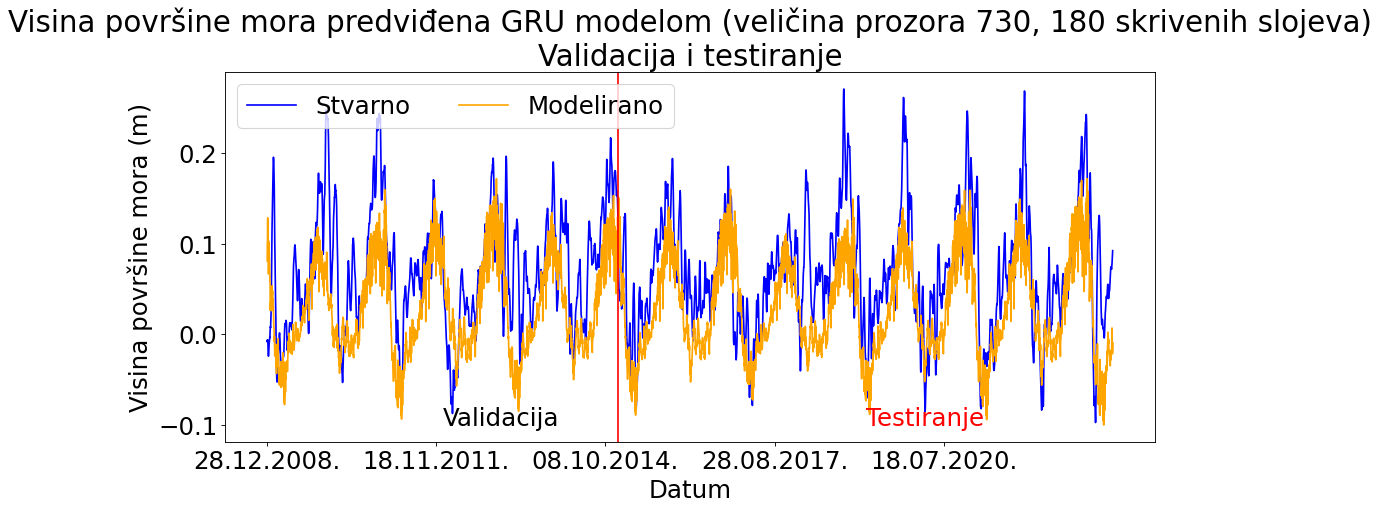 Visina površine mora predviđena GRU modelom (veličina prozora 730, 180 skrivenih slojeva)
Validacija i testiranje
Stvarno
Modelirano
Visina površine mora (m)
0.2
0.1
0.0
−0.1
Validacija
Testiranje
28.12.2008.
18.11.2011.
08.10.2014.
28.08.2017.
18.07.2020.
Datum